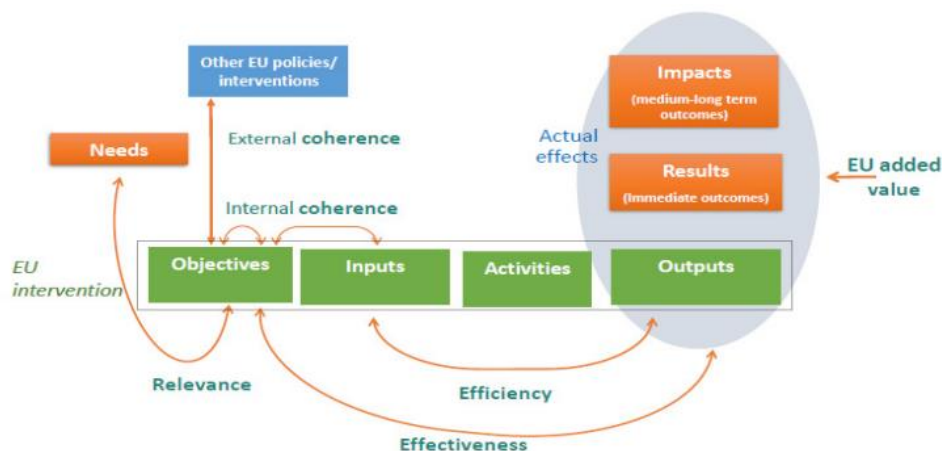 Other EU policies/
interventions
Impacts
(medium-long term
outcomes)
Actual
effects
External coherence
Needs
Results
(Immediate outcomes)
EU added
value
Internal coherence
EU
intervention
Objectives
Inputs
Activities
Outputs
Relevance
Efficiency
Effectiveness